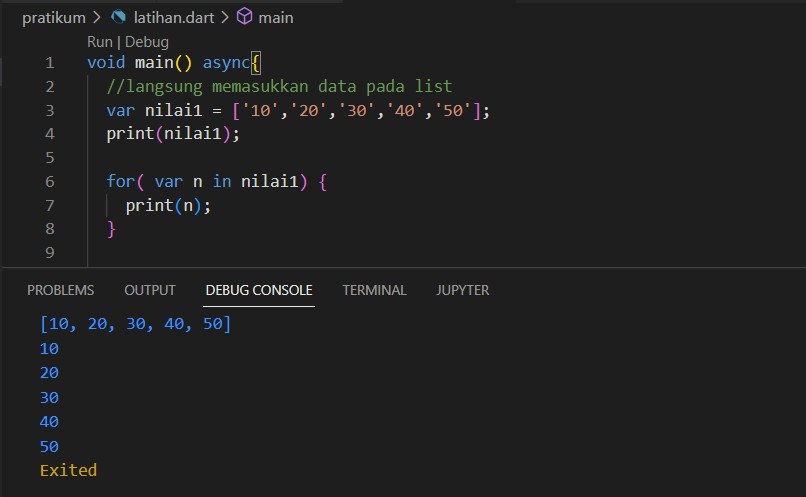 pratikum > latihan.dart > main
Run | Debug
1 void main() async{
2 //langsung memasukkan data pada list
3 var nilai1 = ['10','20','30','40','50'];
4 print(nilai1);
5
6 for( var n in nilai1) {
7 print(n);
8 }
9
PROBLEMS OUTPUT DEBUG CONSOLE TERMINAL JUPYTER
[10, 20, 30, 40, 50]
10
20
30
40
50
Exited